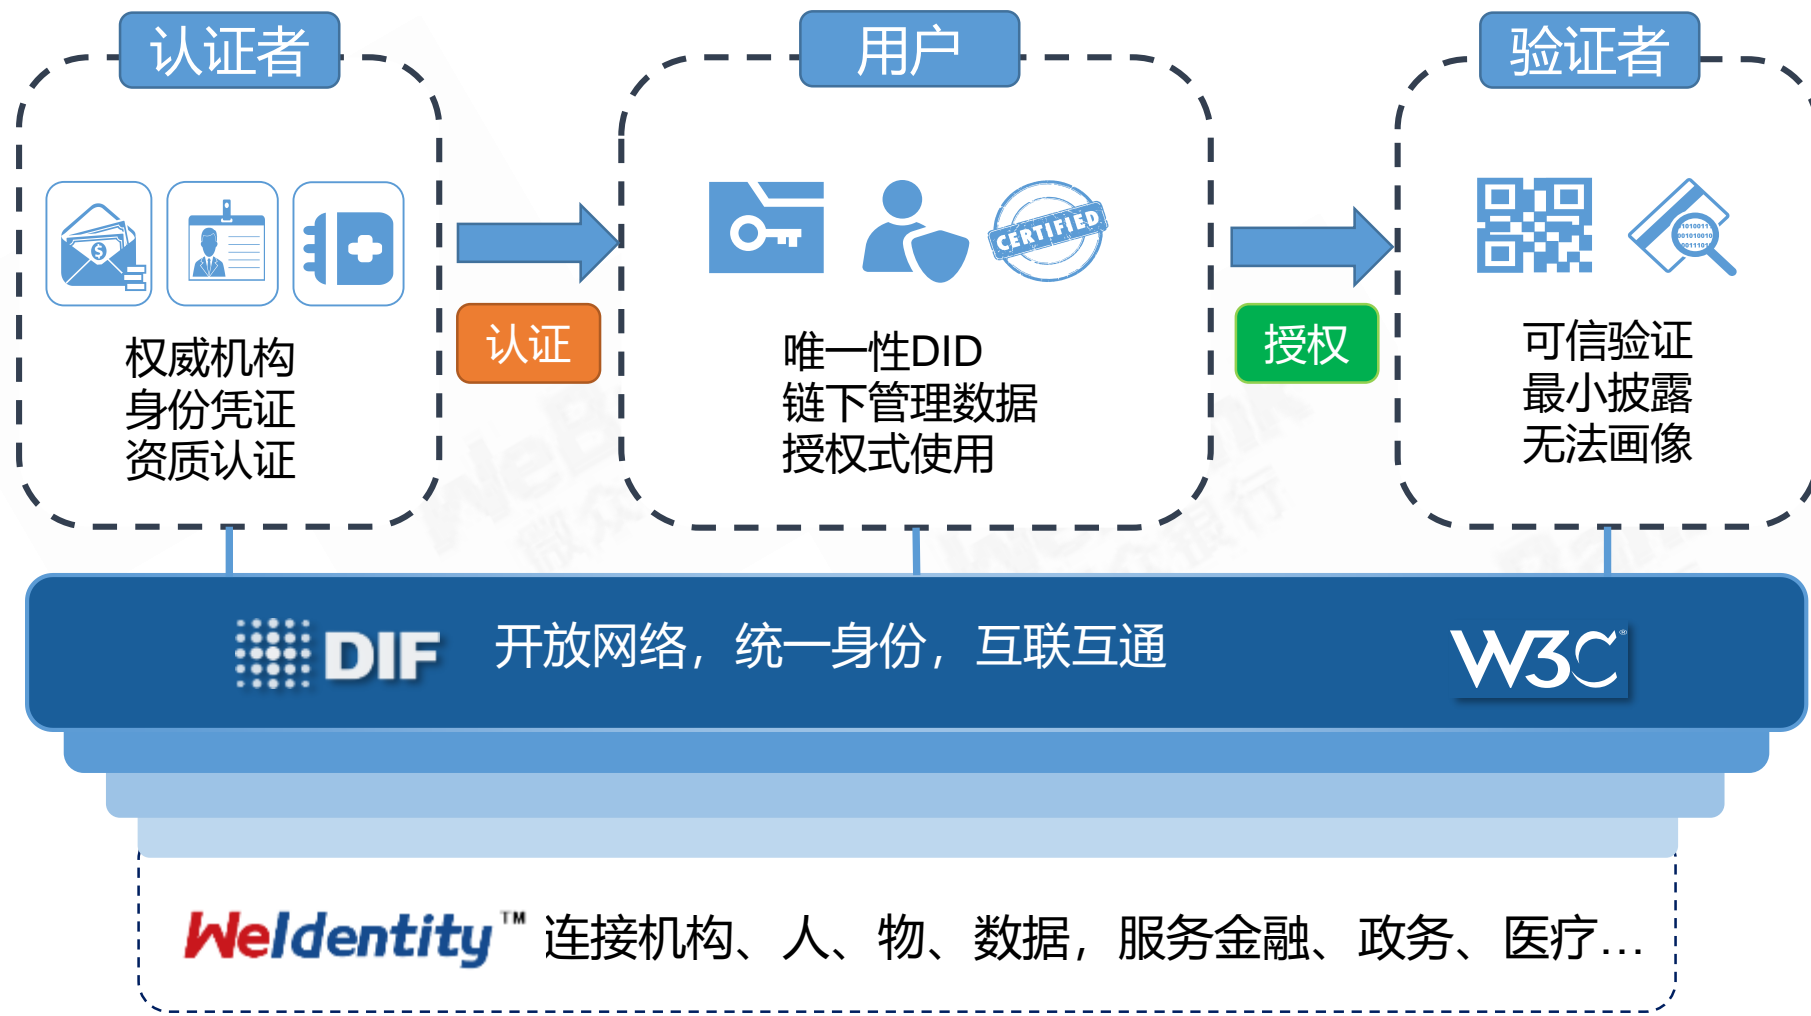 认证者
用户
验证者
CERTIFIED
权威机构
身份凭证
资质认证
认证
唯一性DID
链下管理数据
授权式使用
授权
可信验证
最小披露
无法画像
DIF
开放网络，统一身份，互联互通
W3C®
WeIdentity™ 连接机构、人、物、数据，服务金融、政务、医疗…